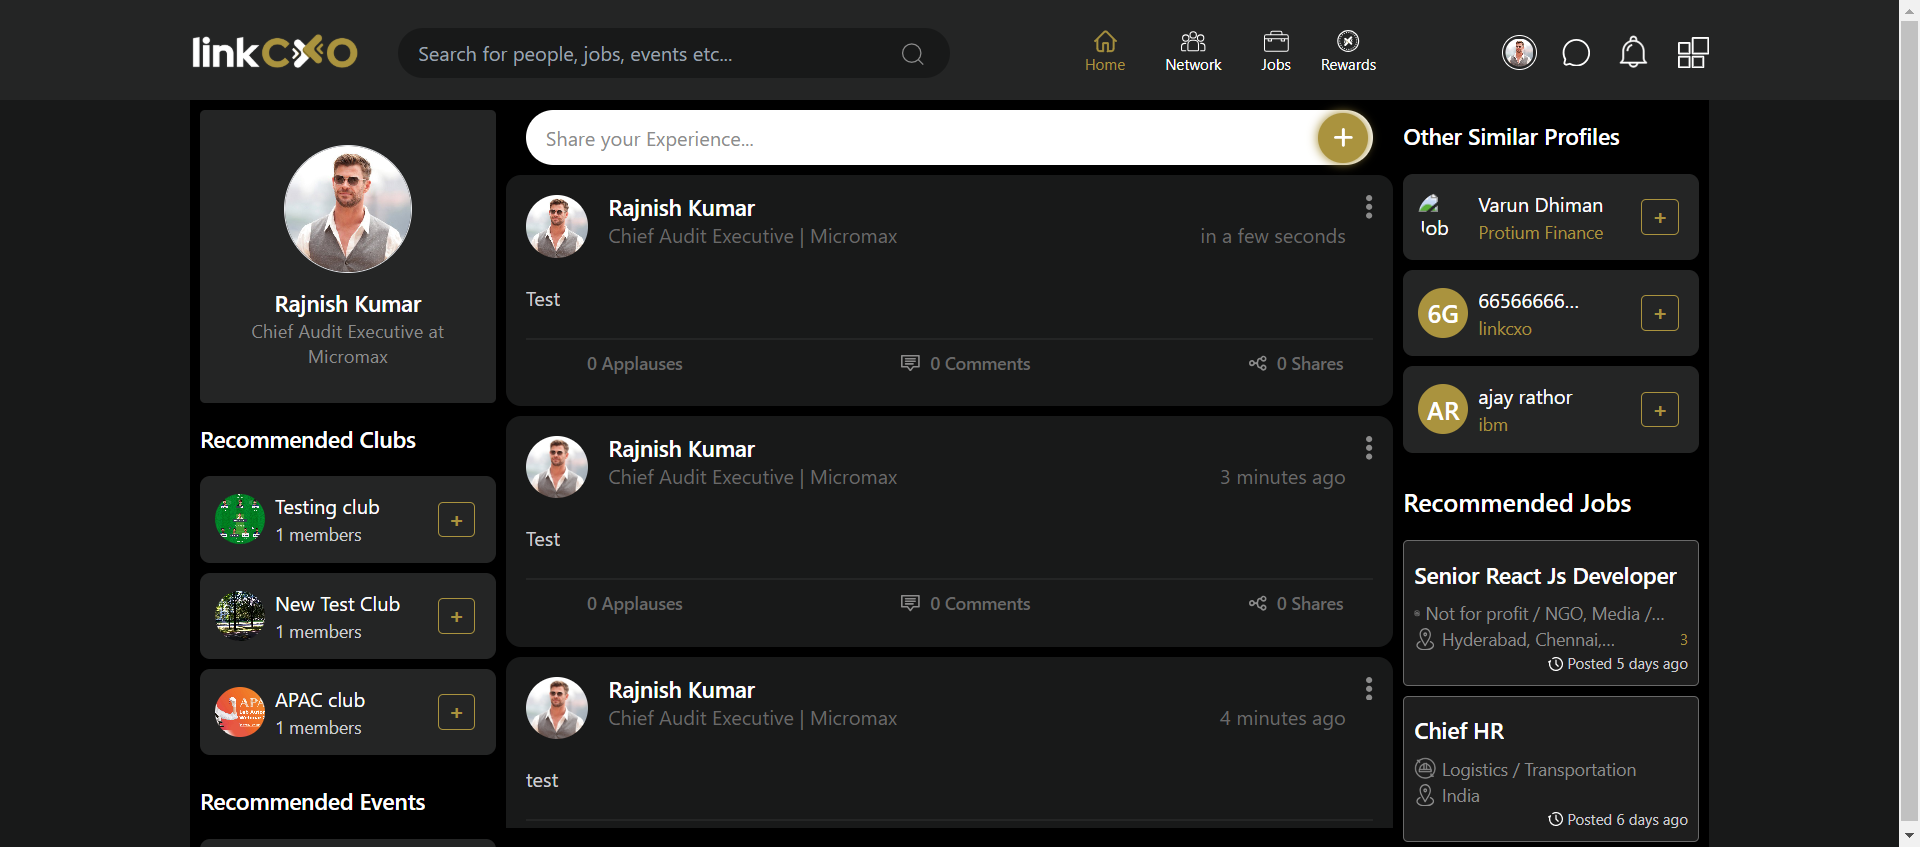 linkcxo
Search for people, jobs, events etc...
Home
Network
Jobs
Rewards
Rajnish Kumar
Chief Audit Executive at
Micromax
Recommended Clubs
Testing club
1 members
New Test Club
1 members
APAC club
1 members
Recommended Events
Share your Experience...
Rajnish Kumar
Chief Audit Executive | Micromax
in a few seconds
Test
0 Applauses
0 Comments
0 Shares
Rajnish Kumar
Chief Audit Executive | Micromax
3 minutes ago
Test
0 Applauses
0 Comments
0 Shares
Rajnish Kumar
Chief Audit Executive | Micromax
4 minutes ago
test
Other Similar Profiles
Varun Dhiman
Protium Finance
6G
66566666...
linkcxo
AR
ajay rathor
ibm
Recommended Jobs
Senior React Js Developer
Not for profit / NGO, Media /...
Hyderabad, Chennai,...
3
Posted 5 days ago
Chief HR
Logistics / Transportation
India
Posted 6 days ago